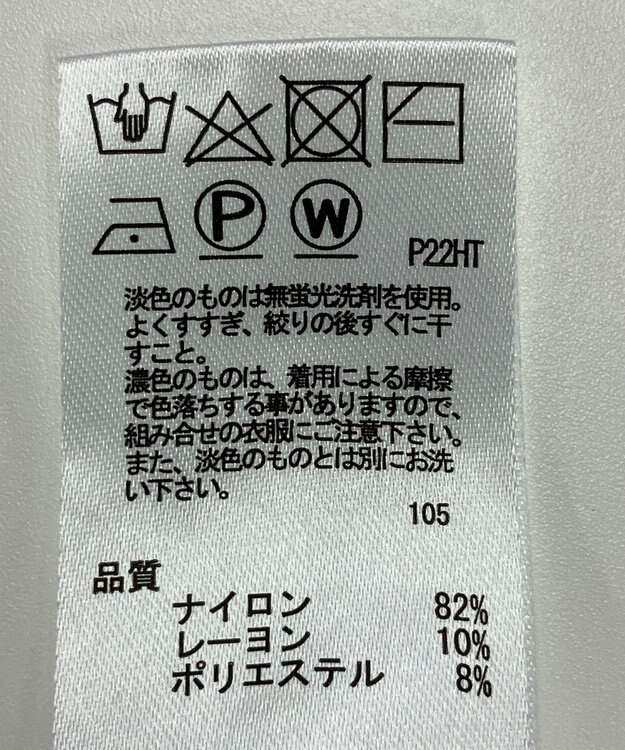 P W
P22HT
淡色のものは無蛍光洗剤を使用。
よくすすぎ、絞りの後すぐに干
すこと。
濃色のものは、着用による摩擦
で色落ちする事がありますので、
組み合せの衣服にご注意下さい。
また、淡色のものとは別にお洗
い下さい。
105
品質
ナイロン 82%
レーヨン 10%
ポリエステル 8%